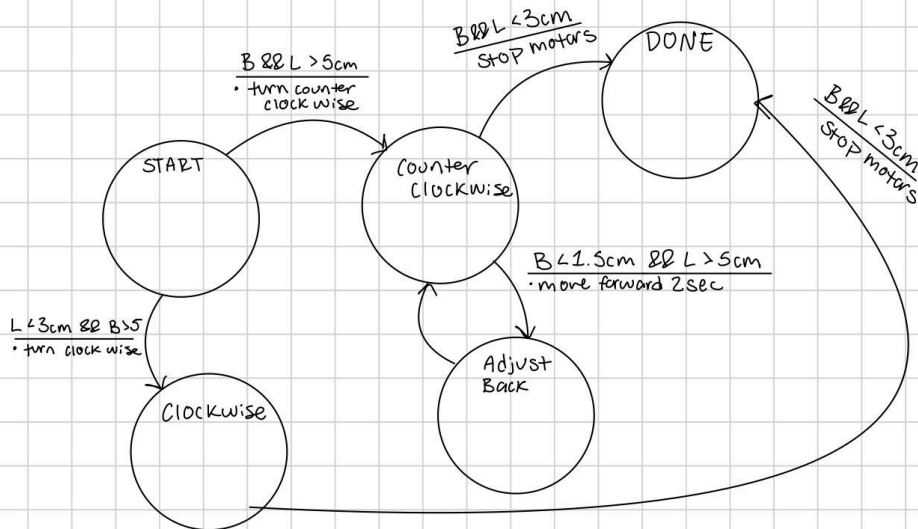 B && L < 3cm
stop motors
DONE
B && L > 5cm
• turn counter
clock wise
B && L < 3cm
stop motors
START
Counter
Clockwise
B < 1.5cm && L > 5cm
• move forward 2sec
L < 3cm && B > 5
• turn clock wise
Adjust
Back
Clockwise